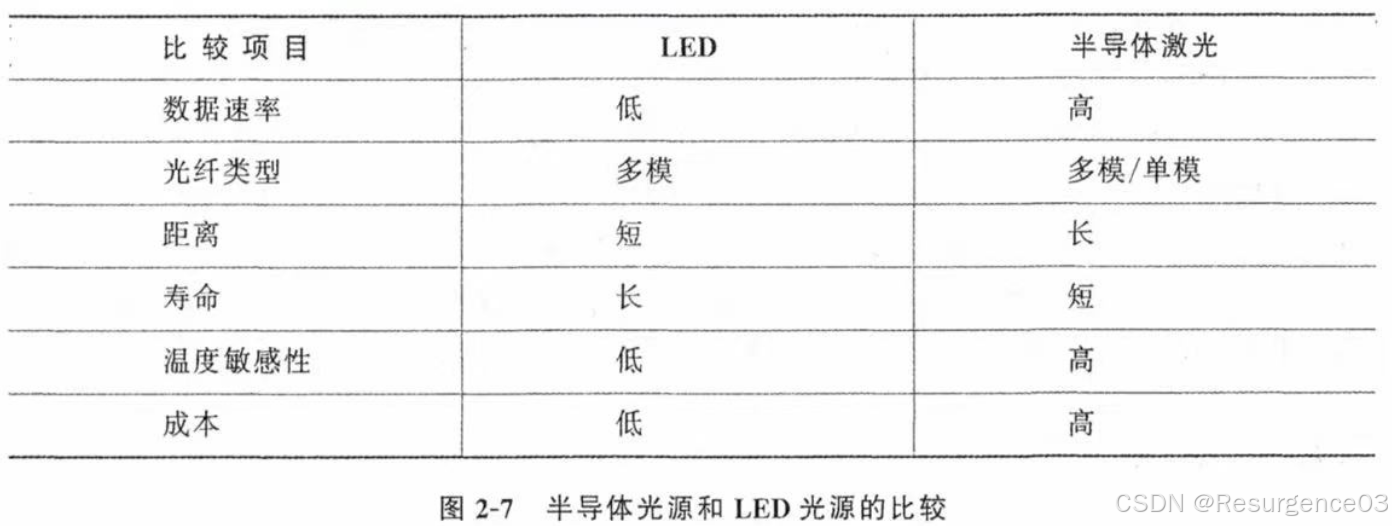 比较项目 LED 半导体激光
数据速率 低 高
光纤类型 多模 多模/单模
距离 短 长
寿命 长 短
温度敏感性 低 高
成本 低 高
图 2-7 半导体光源和 LED 光源的比较
CSDN @Resurgence03